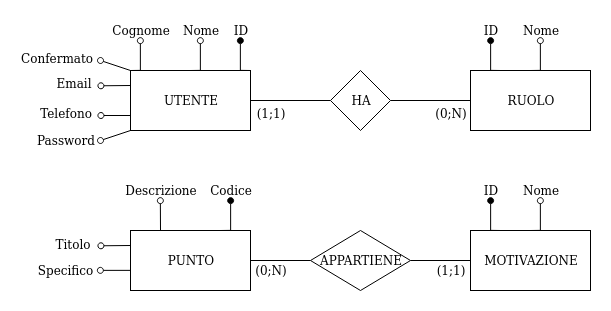 Cognome Nome ID
ID Nome
Confermato
Email
Telefono
Password
UTENTE
(1;1)
HA
(0;N)
RUOLO
Descrizione Codice
ID Nome
Titolo
Specifico
PUNTO
(0;N)
APPARTIENE
(1;1)
MOTIVAZIONE